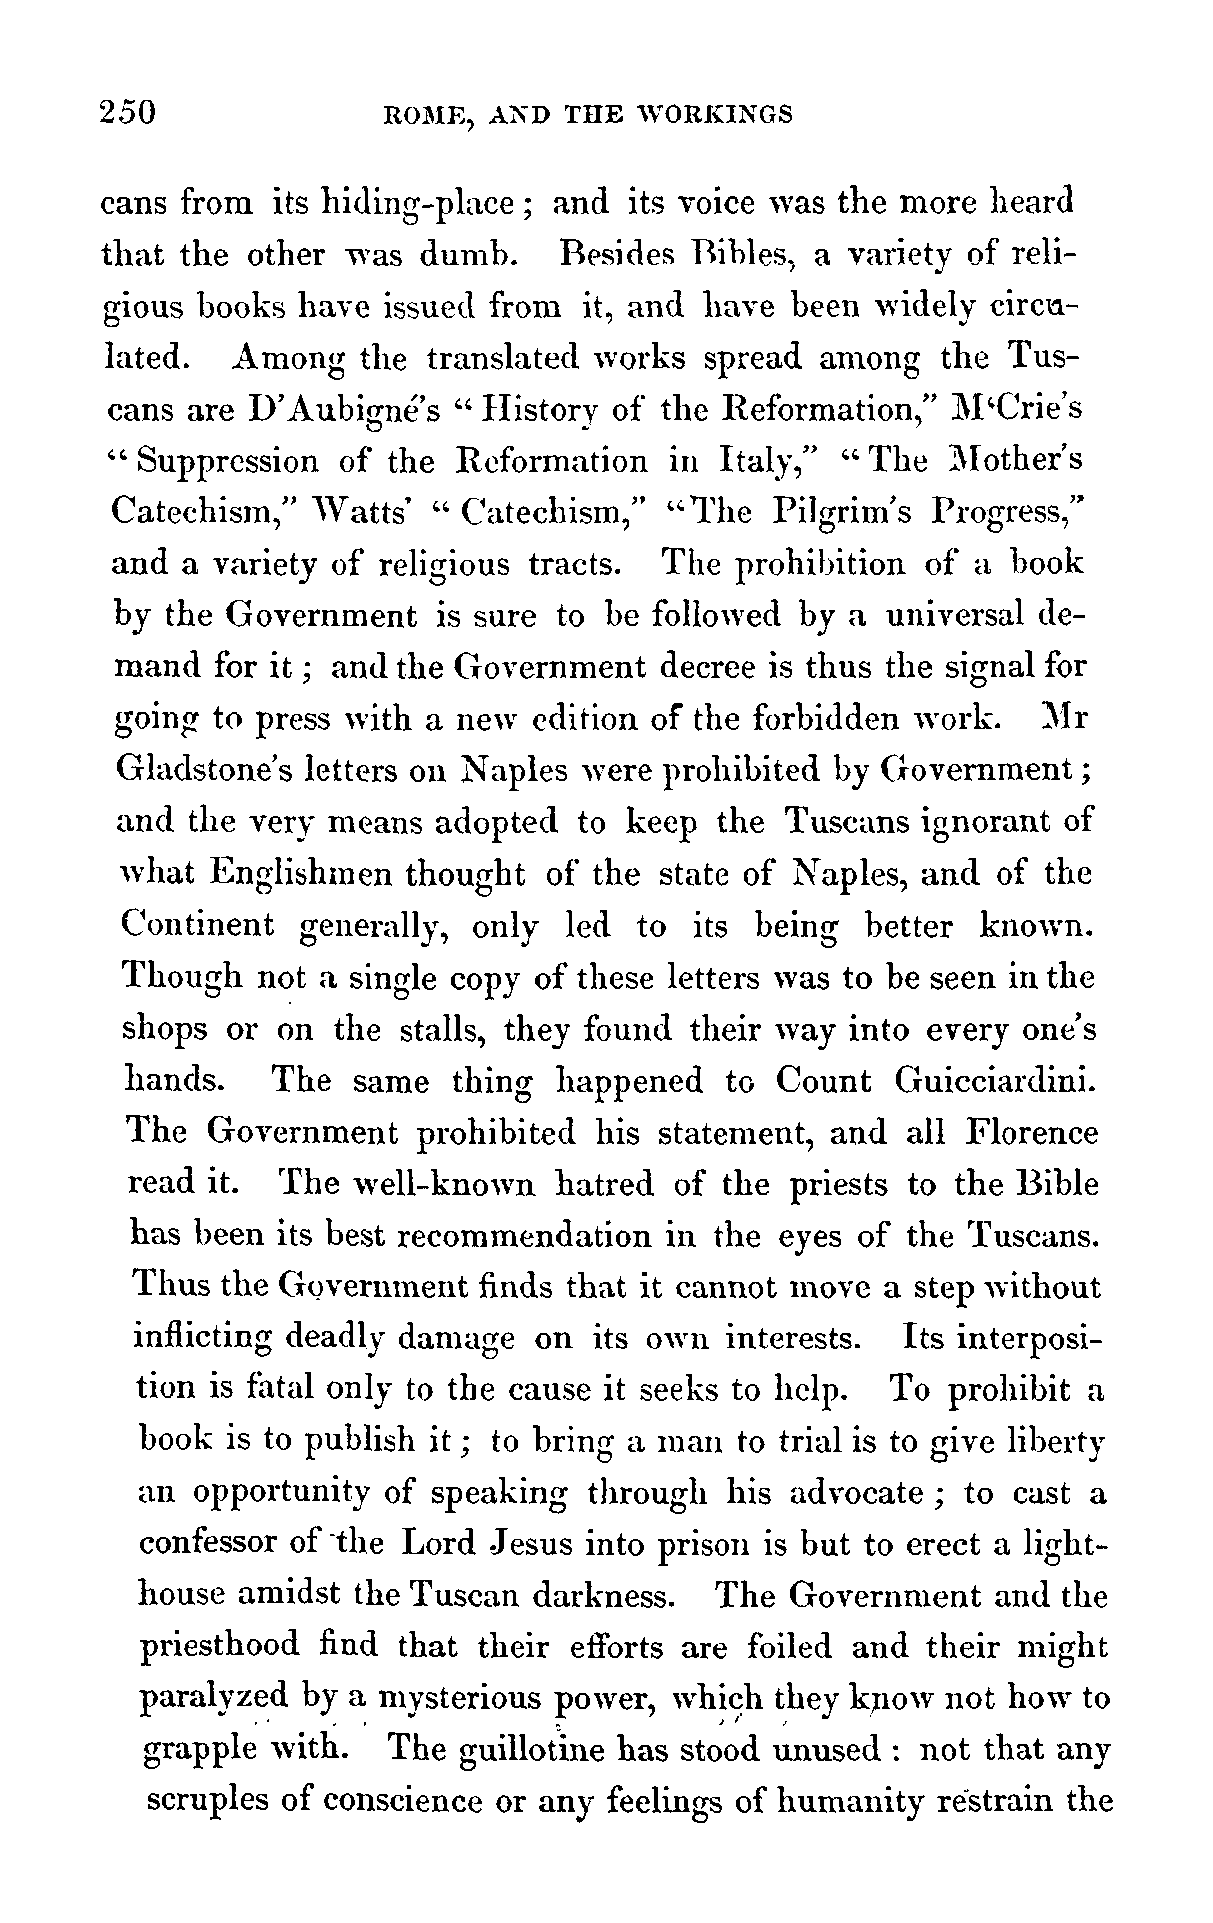 250 ROME, AND THE WORKINGS
cans from its hiding-place; and its voice was the more heard
that the other was dumb. Besides Bibles, a variety of reli-
gious books have issued from it, and have been widely circu-
lated. Among the translated works spread among the Tus-
cans are D'Aubigné's “History of the Reformation,” M‘Crie's
“Suppression of the Reformation in Italy,” “The Mother's
Catechism,” Watts' “Catechism,” “The Pilgrim's Progress,”
and a variety of religious tracts. The prohibition of a book
by the Government is sure to be followed by a universal de-
mand for it; and the Government decree is thus the signal for
going to press with a new edition of the forbidden work. Mr
Gladstone's letters on Naples were prohibited by Government;
and the very means adopted to keep the Tuscans ignorant of
what Englishmen thought of the state of Naples, and of the
Continent generally, only led to its being better known.
Though not a single copy of these letters was to be seen in the
shops or on the stalls, they found their way into every one's
hands. The same thing happened to Count Guicciardini.
The Government prohibited his statement, and all Florence
read it. The well-known hatred of the priests to the Bible
has been its best recommendation in the eyes of the Tuscans.
Thus the Government finds that it cannot move a step without
inflicting deadly damage on its own interests. Its interposi-
tion is fatal only to the cause it seeks to help. To prohibit a
book is to publish it; to bring a man to trial is to give liberty
an opportunity of speaking through his advocate; to cast a
confessor of the Lord Jesus into prison is but to erect a light-
house amidst the Tuscan darkness. The Government and the
priesthood find that their efforts are foiled and their might
paralyzed by a mysterious power, which they know not how to
grapple with. The guillotine has stood unused: not that any
scruples of conscience or any feelings of humanity restrain the